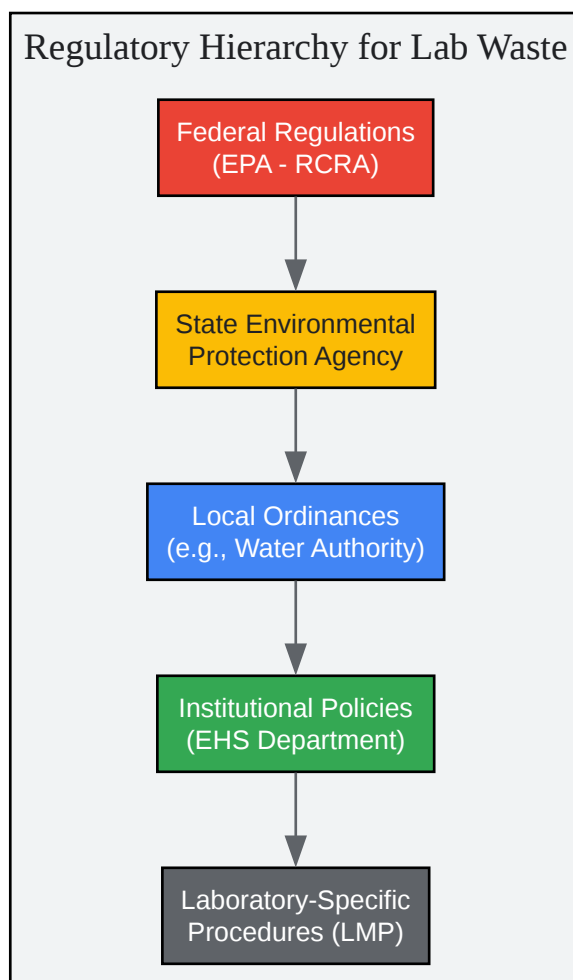 Regulatory Hierarchy for Lab Waste
Federal Regulations
(EPA - RCRA)
State Environmental
Protection Agency
Local Ordinances
(e.g., Water Authority)
Institutional Policies
(EHS Department)
Laboratory-Specific
Procedures (LMP)